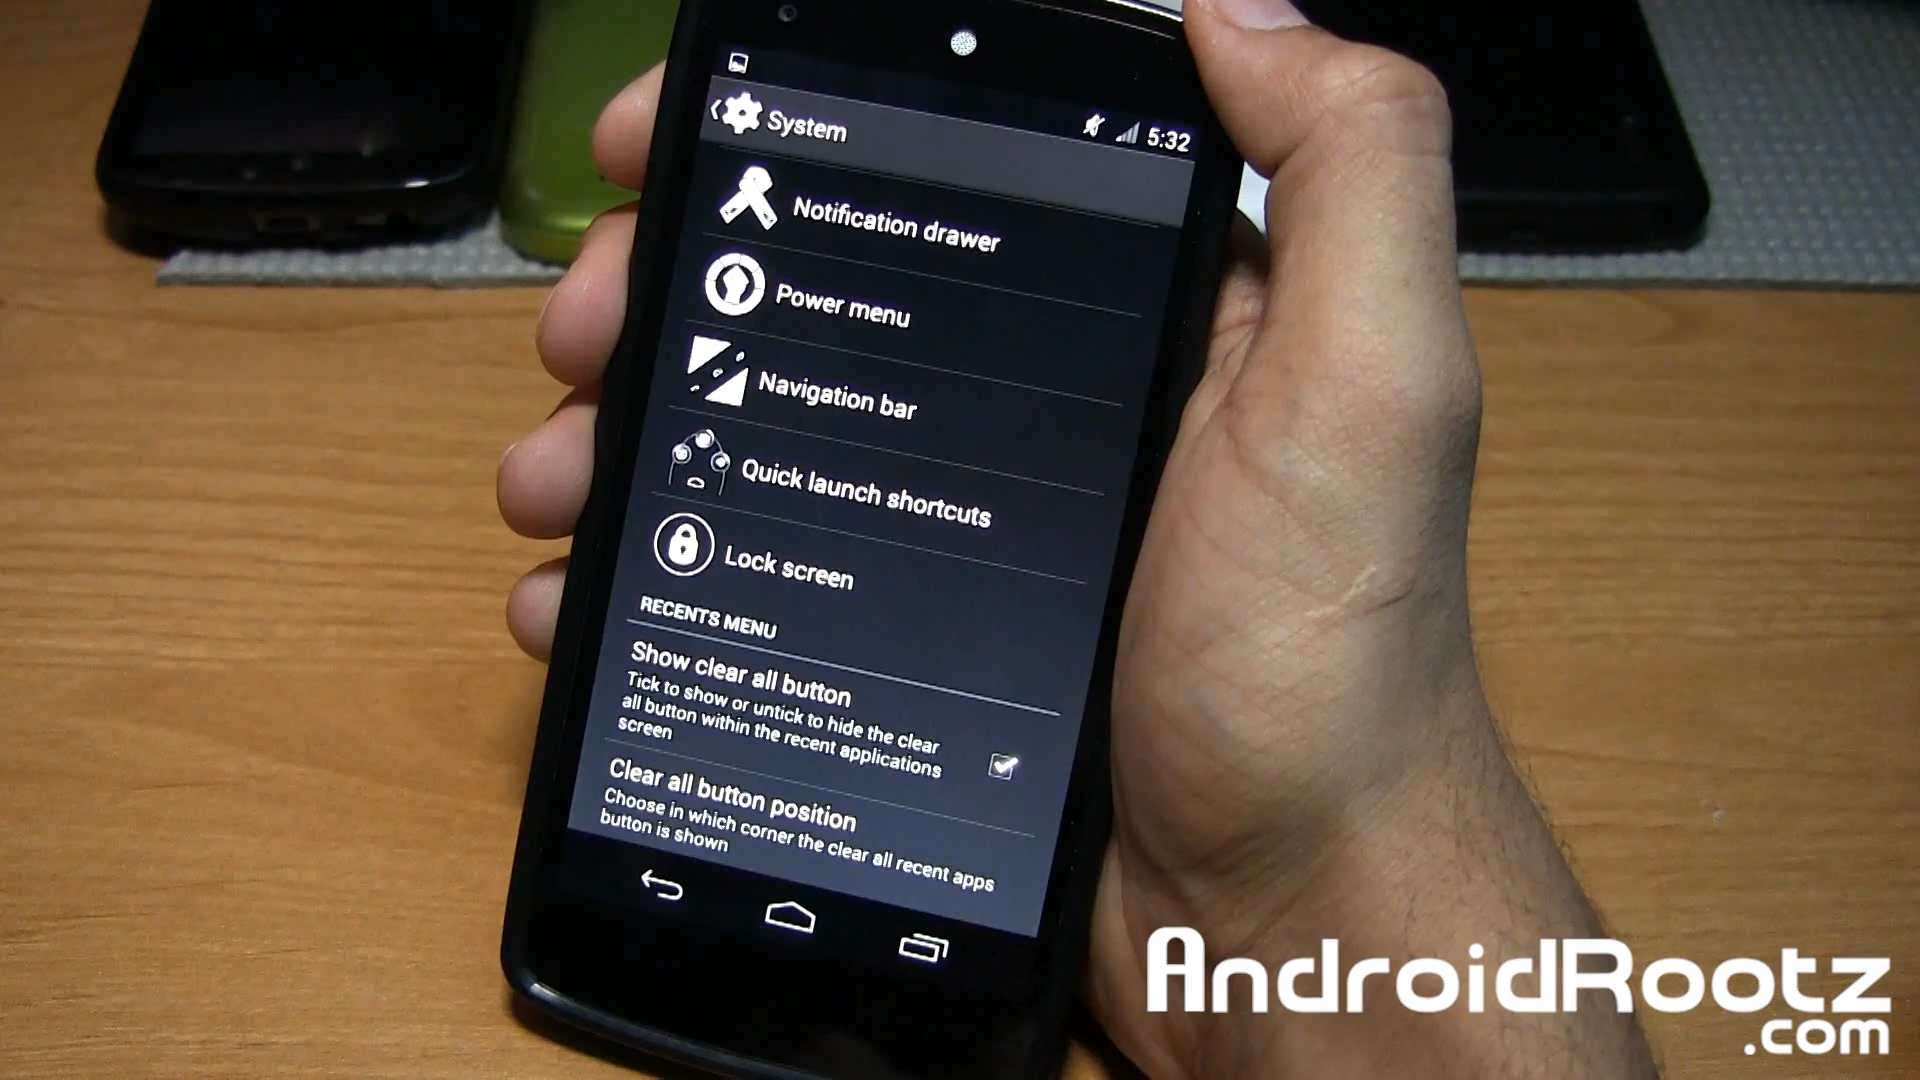 5:32
System
Notification drawer
Power menu
Navigation bar
Quick launch shortcuts
Lock screen
RECENTS MENU
Show clear all button
Tick to show or untick to hide the clear
all button within the recent applications
screen
Clear all button position
Choose in which corner the clear all recent apps
button is shown
AndroidRootz
.com